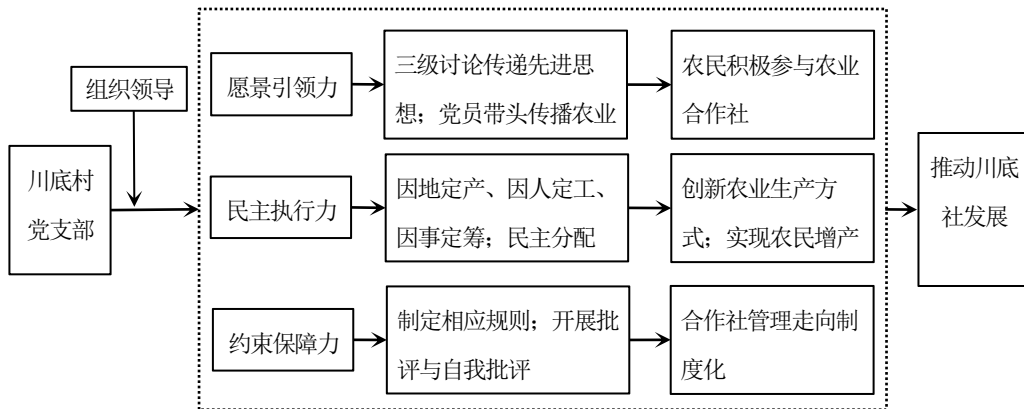 组织领导
川底村
党支部
愿景引领力
三级讨论传递先进思
想；党员带头传播农业
农民积极参与农业
合作社
民主执行力
因地定产、因人定工、
因事定筹；民主分配
创新农业生产方
式；实现农民增产
约束保障力
制定相应规则；开展批
评与自我批评
合作社管理走向制
度化
推动川底
社发展